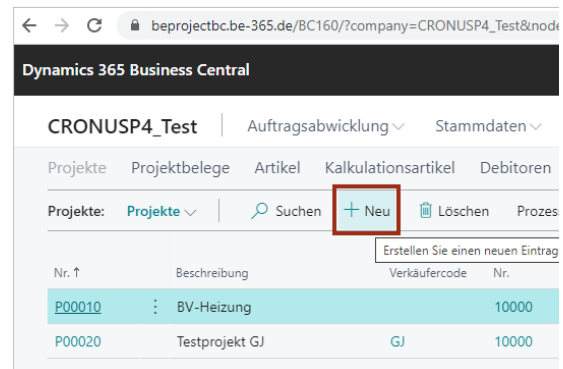 beprojectbc.be-365.de/BC160/?company=CRONUSP4_Test&node
Dynamics 365 Business Central
CRONUSP4_Test Auftragsabwicklung Stammdaten
Projekte Projektbelege Artikel Kalkulationsartikel Debitoren
Projekte: Projekte Suchen + Neu Löschen Prozes
Erstellen Sie einen neuen Eintrag
Nr. ↑ Beschreibung Verkäufercode Nr.
P00010 BV-Heizung 10000
P00020 Testprojekt GJ GJ 10000